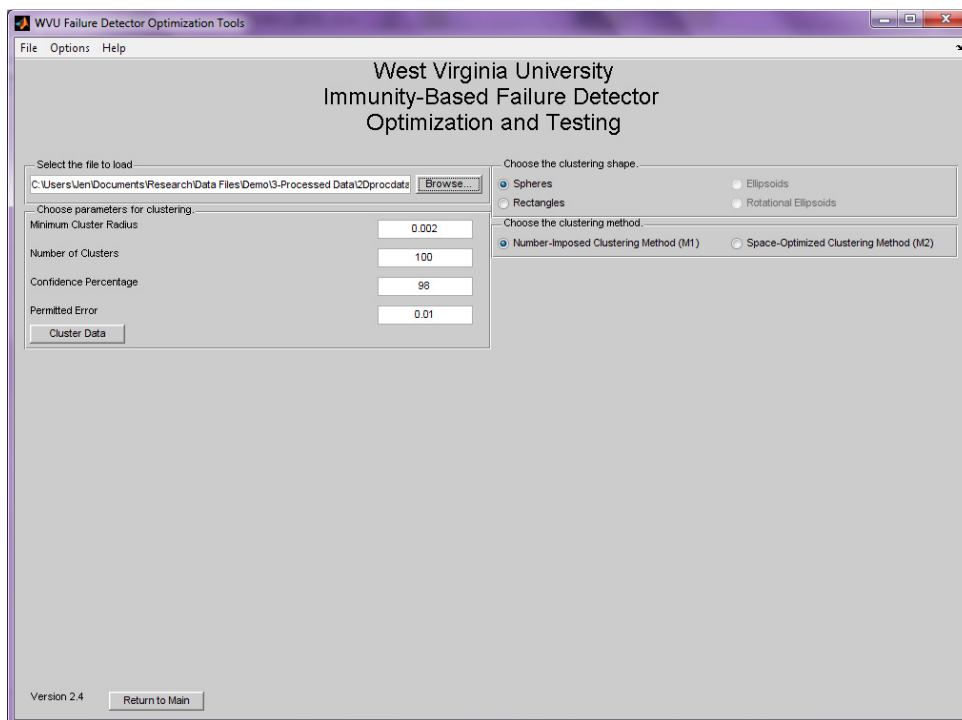 WVU Failure Detector Optimization Tools
File Options Help
West Virginia University
Immunity-Based Failure Detector
Optimization and Testing
Select the file to load
C:\Users\Jen\Documents\Research\Data Files\Demo\3-Processed Data\2Dprocdata
Browse...
Choose parameters for clustering.
Minimum Cluster Radius 0.002
Number of Clusters 100
Confidence Percentage 98
Permitted Error 0.01
Cluster Data
Choose the clustering shape.
Spheres Ellipsoids
Rectangles Rotational Ellipsoids
Choose the clustering method.
Number-Imposed Clustering Method (M1) Space-Optimized Clustering Method (M2)
Version 2.4 Return to Main